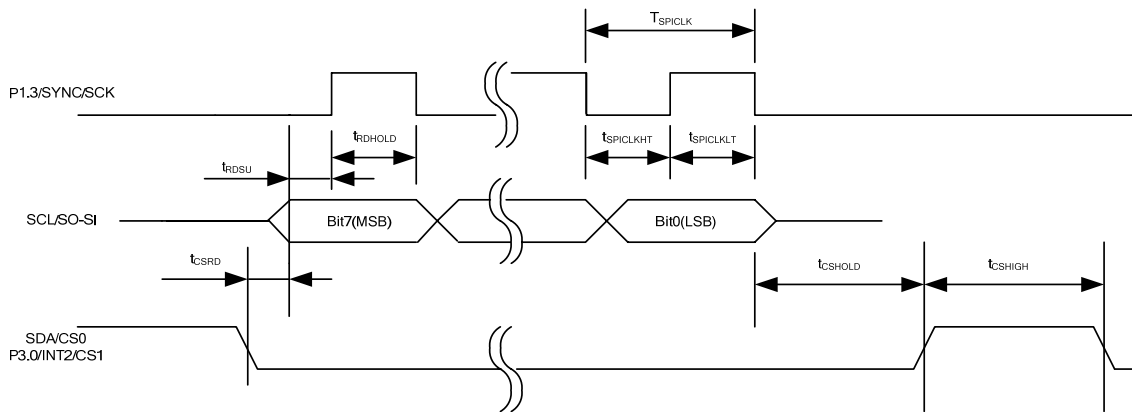 TSPICLK
P1.3/SYNC/SCK
tRDHOLD
tSPICLKHT
tSPICLKLT
tRDSU
SCL/SO-SI
Bit7(MSB)
Bit0(LSB)
tCSRD
tCSHOLD
tCSHIGH
SDA/CS0
P3.0/INT2/CS1